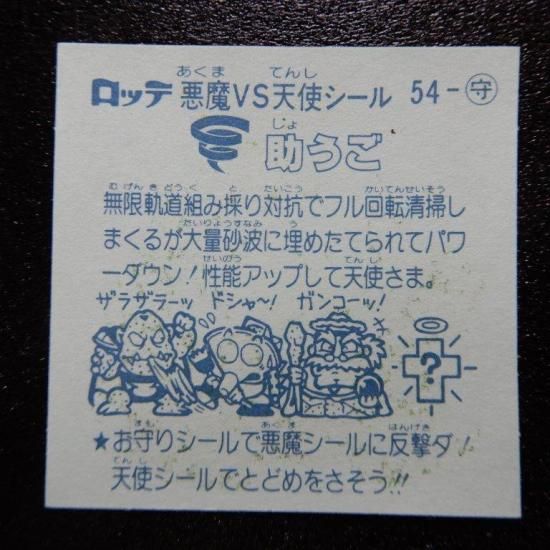 ロッテ 悪魔VS天使シール 54-守
助うご
無限軌道組み採り対抗でフル回転清掃し
まくるが大量砂波に埋めたてられてパワ
ーダウン!性能アップして天使さま。
ザラザラーッ ドシャ〜! ガンコーッ!
?
★お守りシールで悪魔シールに反撃ダ!
天使シールでとどめをさそう!!